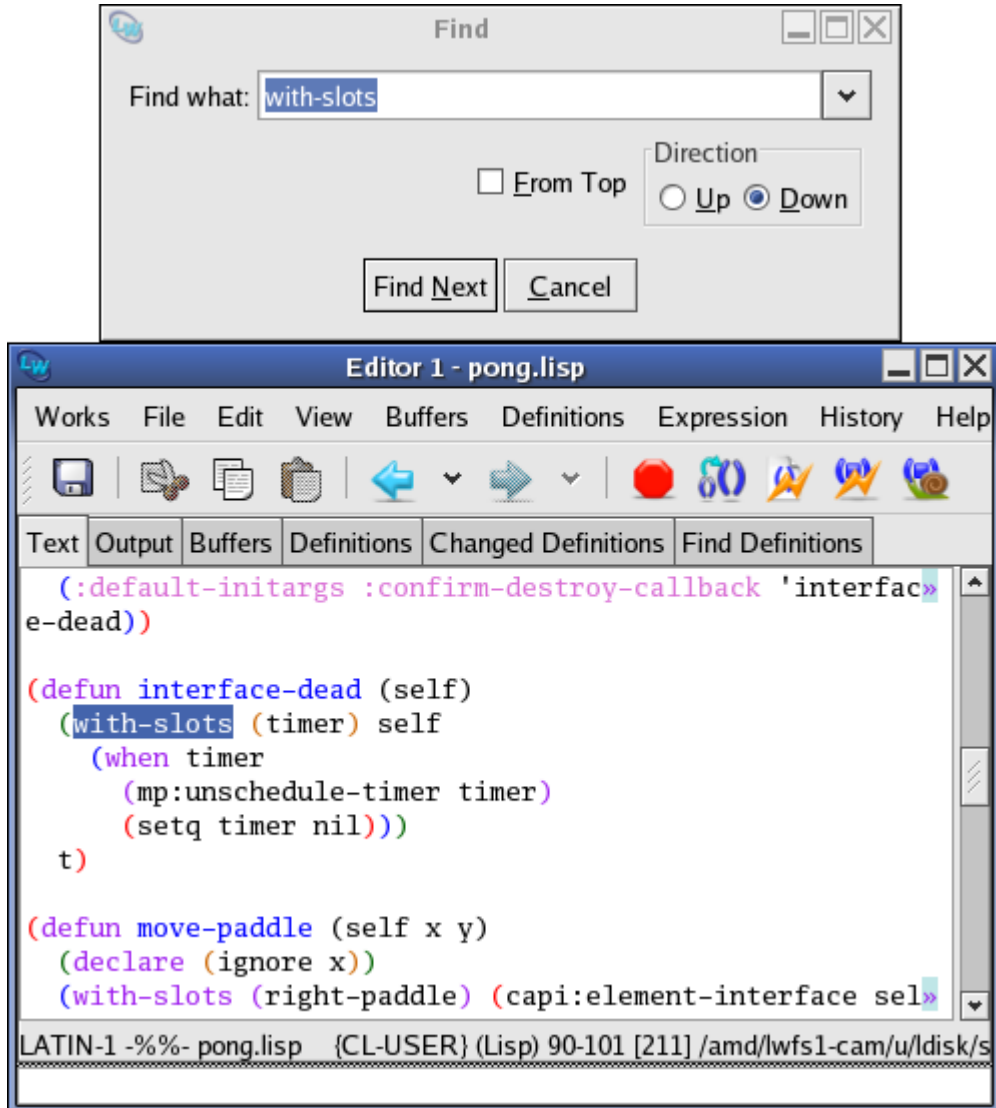 Find
Find what: with-slots
Direction
From Top Up Down
Find Next Cancel
Editor 1 - pong.lisp
Works File Edit View Buffers Definitions Expression History Help
Text Output Buffers Definitions Changed Definitions Find Definitions
(:default-initargs :confirm-destroy-callback 'interfac»
e-dead))
(defun interface-dead (self)
(with-slots (timer) self
(when timer
(mp:unschedule-timer timer)
(setq timer nil)))
t)
(defun move-paddle (self x y)
(declare (ignore x))
(with-slots (right-paddle) (capi:element-interface sel»
LATIN-1 -%%- pong.lisp {CL-USER} (Lisp) 90-101 [211] /amd/lwfs1-cam/u/ldisk/s